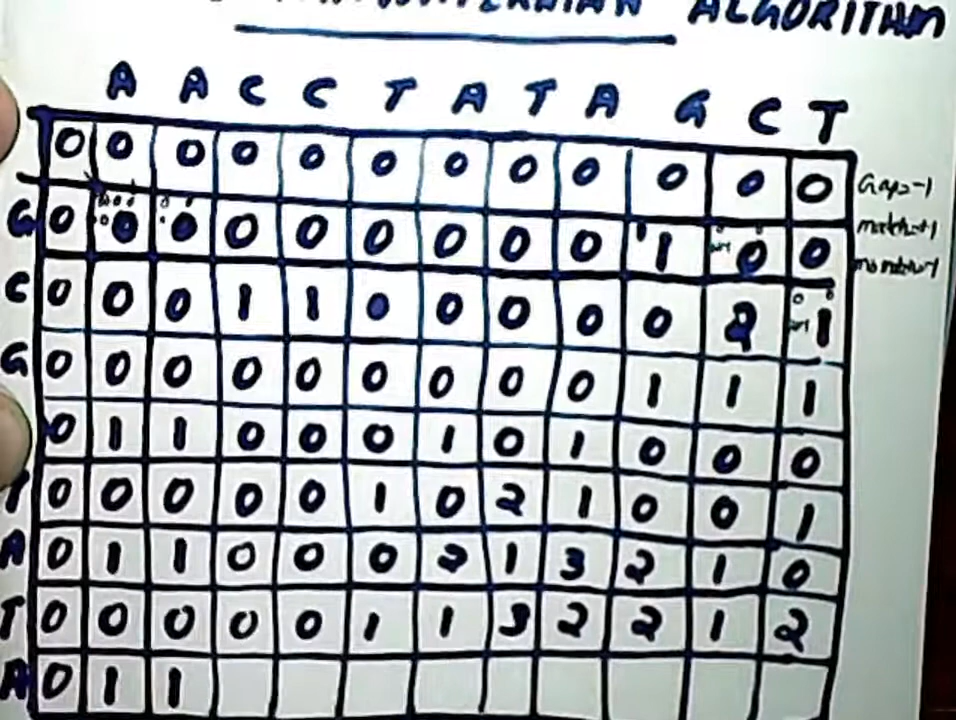 ALGORITHM
A A C C T A T A G C T
0 0 0 0 0 0 0 0 0 0 0 0 Gap=-1
G 0 0 0 0 0 0 0 0 0 1 0 0
C 0 0 0 1 1 0 0 0 0 0 2 1
G 0 0 0 0 0 0 0 0 0 1 1 1
0 1 1 0 0 0 1 0 1 0 0 0
T 0 0 0 0 0 1 0 2 1 0 0 1
A 0 1 1 0 0 0 2 1 3 2 1 0
T 0 0 0 0 0 1 1 3 2 2 1 2
A 0 1 1